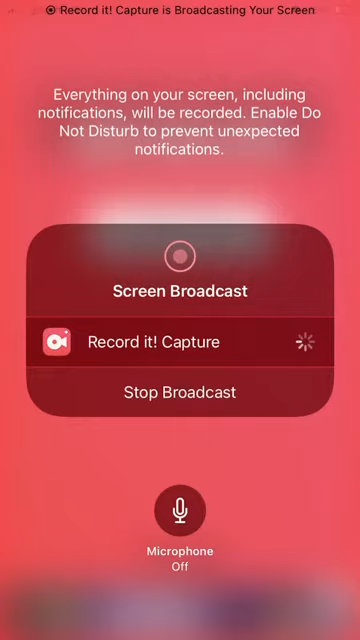 Record it! Capture is Broadcasting Your Screen
Everything on your screen, including
notifications, will be recorded. Enable Do
Not Disturb to prevent unexpected
notifications.
Screen Broadcast
Record it! Capture
Stop Broadcast
Microphone
Off